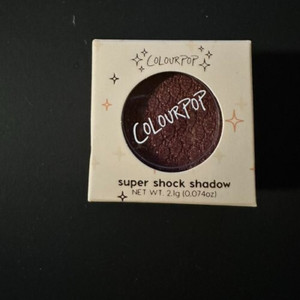 COLOURPOP
COLOURPOP
super shock shadow
NET WT. 2.1g (0.074oz)